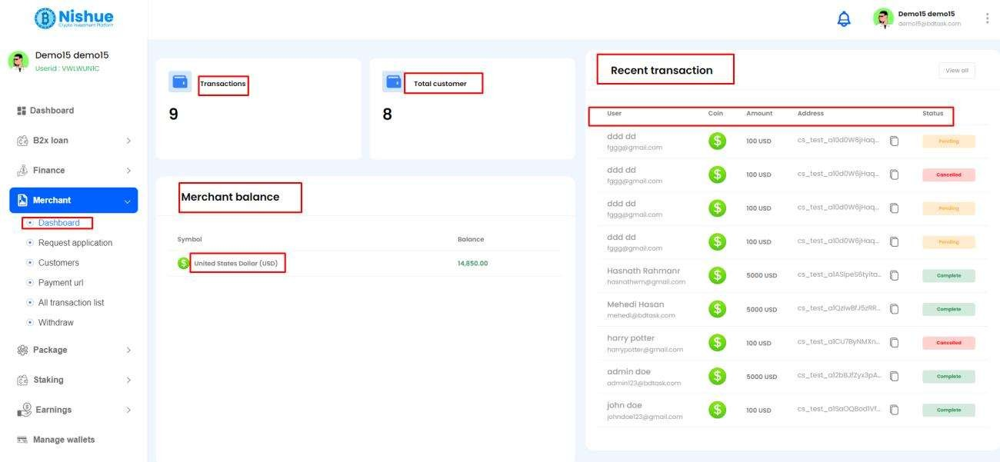 Nishue
Crypto Investment Platform
Demo15 demo15
demo15@bdtask.com
Demo15 demo15
Userid : VWLWUN1C
Dashboard
B2x loan
Finance
Merchant
Dashboard
Request application
Customers
Payment url
All transaction list
Withdraw
Package
Staking
Earnings
Manage wallets
Transactions
9
Total customer
8
Merchant balance
Symbol Balance
United States Dollar (USD) 14,850.00
Recent transaction
View all
User Coin Amount Address Status
ddd dd
fggg@gmail.com
100 USD cs_test_a10d0W6jHaq... Pending
ddd dd
fggg@gmail.com
100 USD cs_test_a10d0W6jHaq... Cancelled
ddd dd
fggg@gmail.com
100 USD cs_test_a10d0W6jHaq... Pending
ddd dd
fggg@gmail.com
100 USD cs_test_a10d0W6jHaq... Pending
Hasnath Rahmanr
hasnathwm@gmail.com
5000 USD Complete
Mehedi Hasan
mehedi@bdtask.com
5000 USD Complete
harry potter
harrypotter@gmail.com
100 USD cs_test_a1CU7ByNMXn... Cancelled
admin doe
admin123@bdtask.com
5000 USD cs_test_a12bBJfZyx3pA... Complete
john doe
johndoe123@gmail.com
100 USD Complete